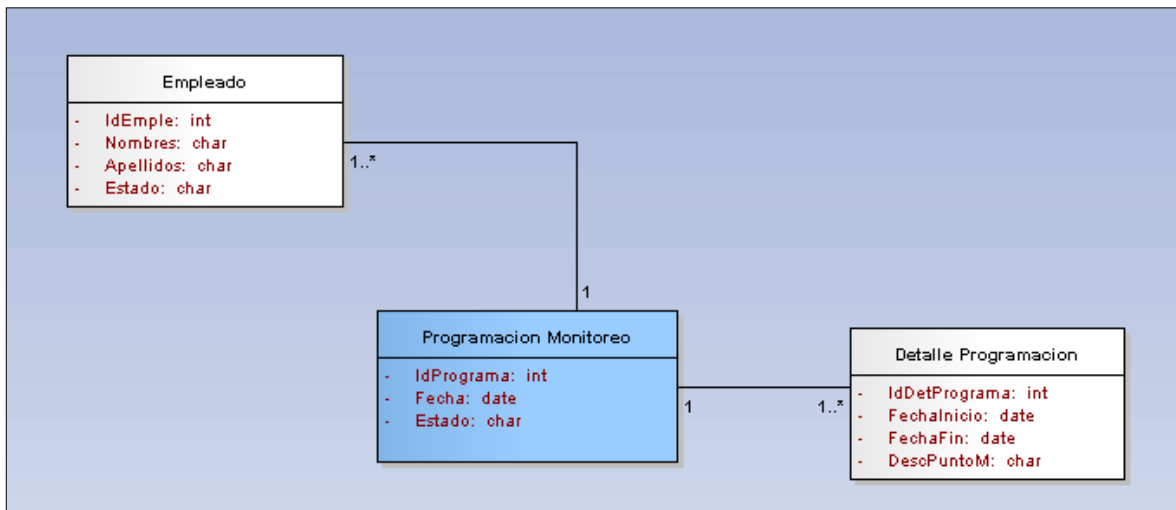 Empleado
- IdEmple: int
- Nombres: char
- Apellidos: char
- Estado: char
1..*
1
Programacion Monitoreo
- IdPrograma: int
- Fecha: date
- Estado: char
1
1..*
Detalle Programacion
- IdDetPrograma: int
- FechaInicio: date
- FechaFin: date
- DescPuntoM: char